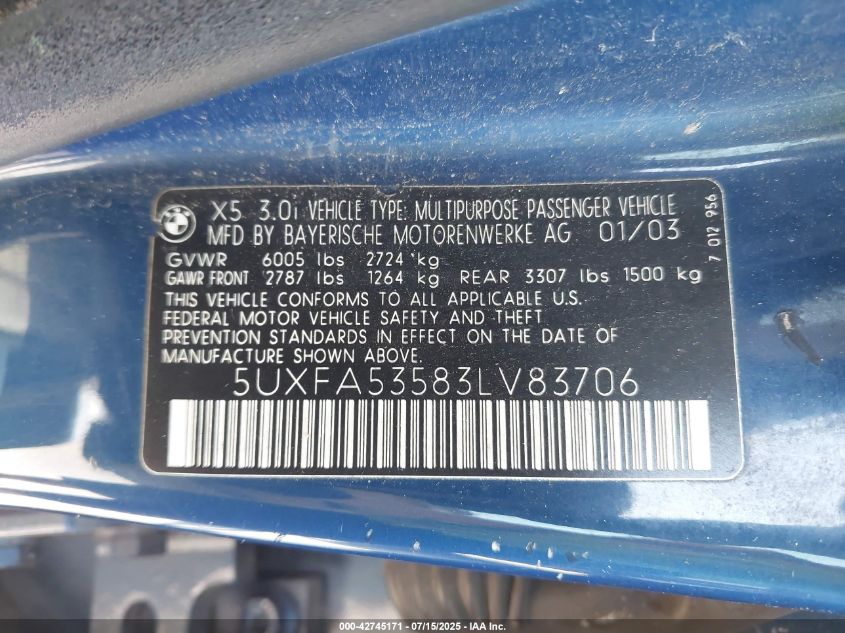 X5 3.0i VEHICLE TYPE: MULTIPURPOSE PASSENGER VEHICLE
MFD BY BAYERISCHE MOTORENWERKE AG 01/03
GVWR 6005 lbs 2724 kg
GAWR FRONT 2787 lbs 1264 kg REAR 3307 lbs 1500 kg
THIS VEHICLE CONFORMS TO ALL APPLICABLE U.S.
FEDERAL MOTOR VEHICLE SAFETY AND THEFT
PREVENTION STANDARDS IN EFFECT ON THE DATE OF
MANUFACTURE SHOWN ABOVE.
5UXFA53583LV83706
7 012 956
000-42745171 - 07/15/2025 - IAA Inc.